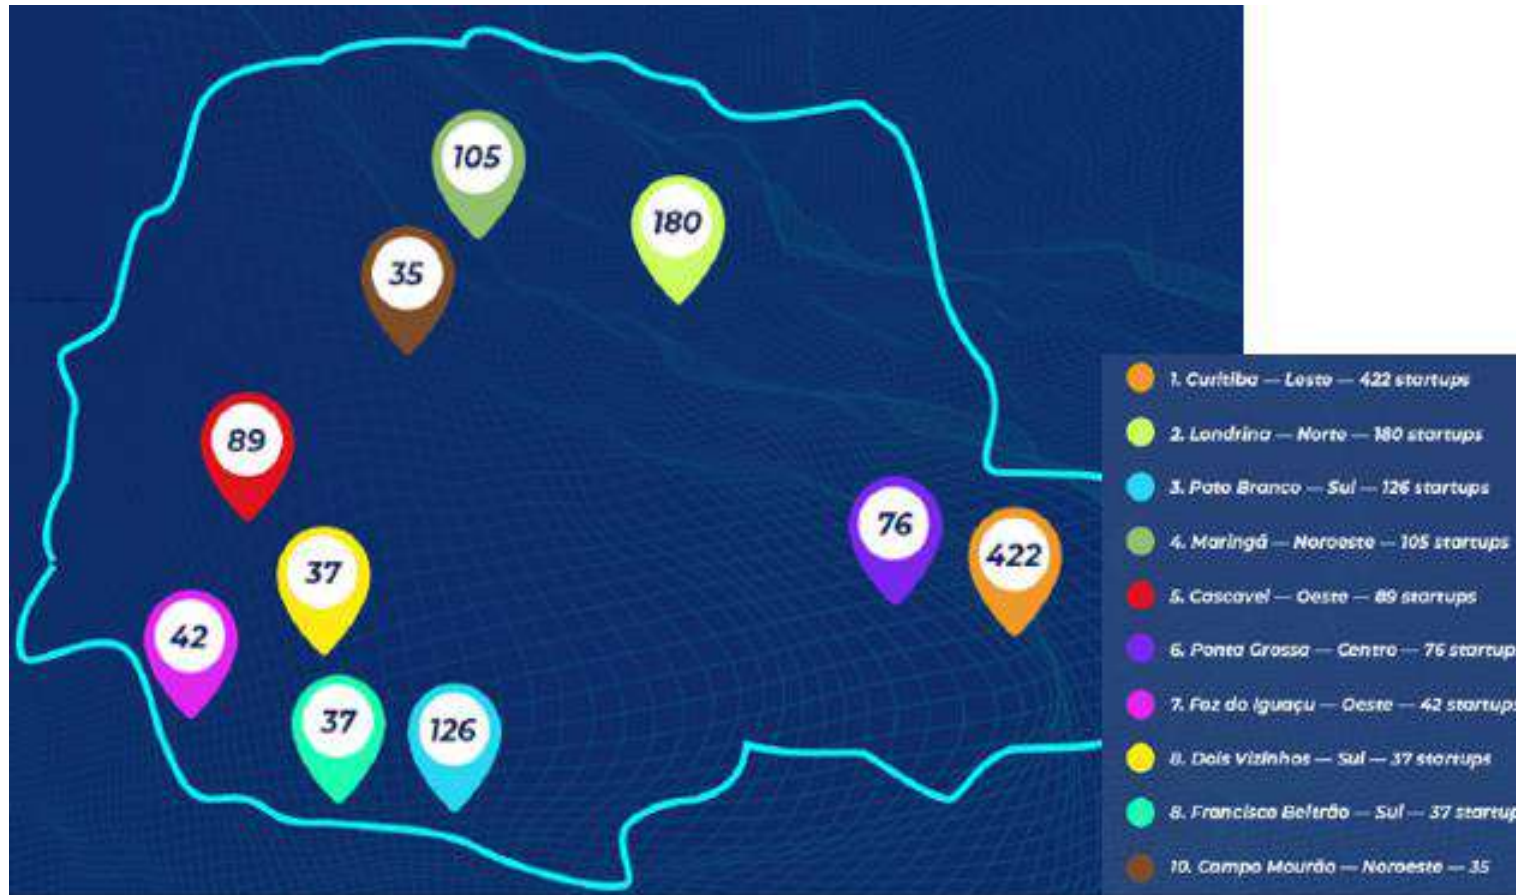 105
180
35
89
76
422
37
42
37
126
1. Curitiba — Leste — 422 startups
2. Londrina — Norte — 180 startups
3. Pato Branco — Sul — 126 startups
4. Maringá — Noroeste — 105 startups
5. Cascavel — Oeste — 89 startups
6. Ponta Grossa — Centro — 76 startup
7. Foz do Iguaçu — Oeste — 42 startups
8. Dois Vizinhos — Sul — 37 startups
8. Francisco Beltrão — Sul — 37 startup
10. Campo Mourão — Noroeste — 35